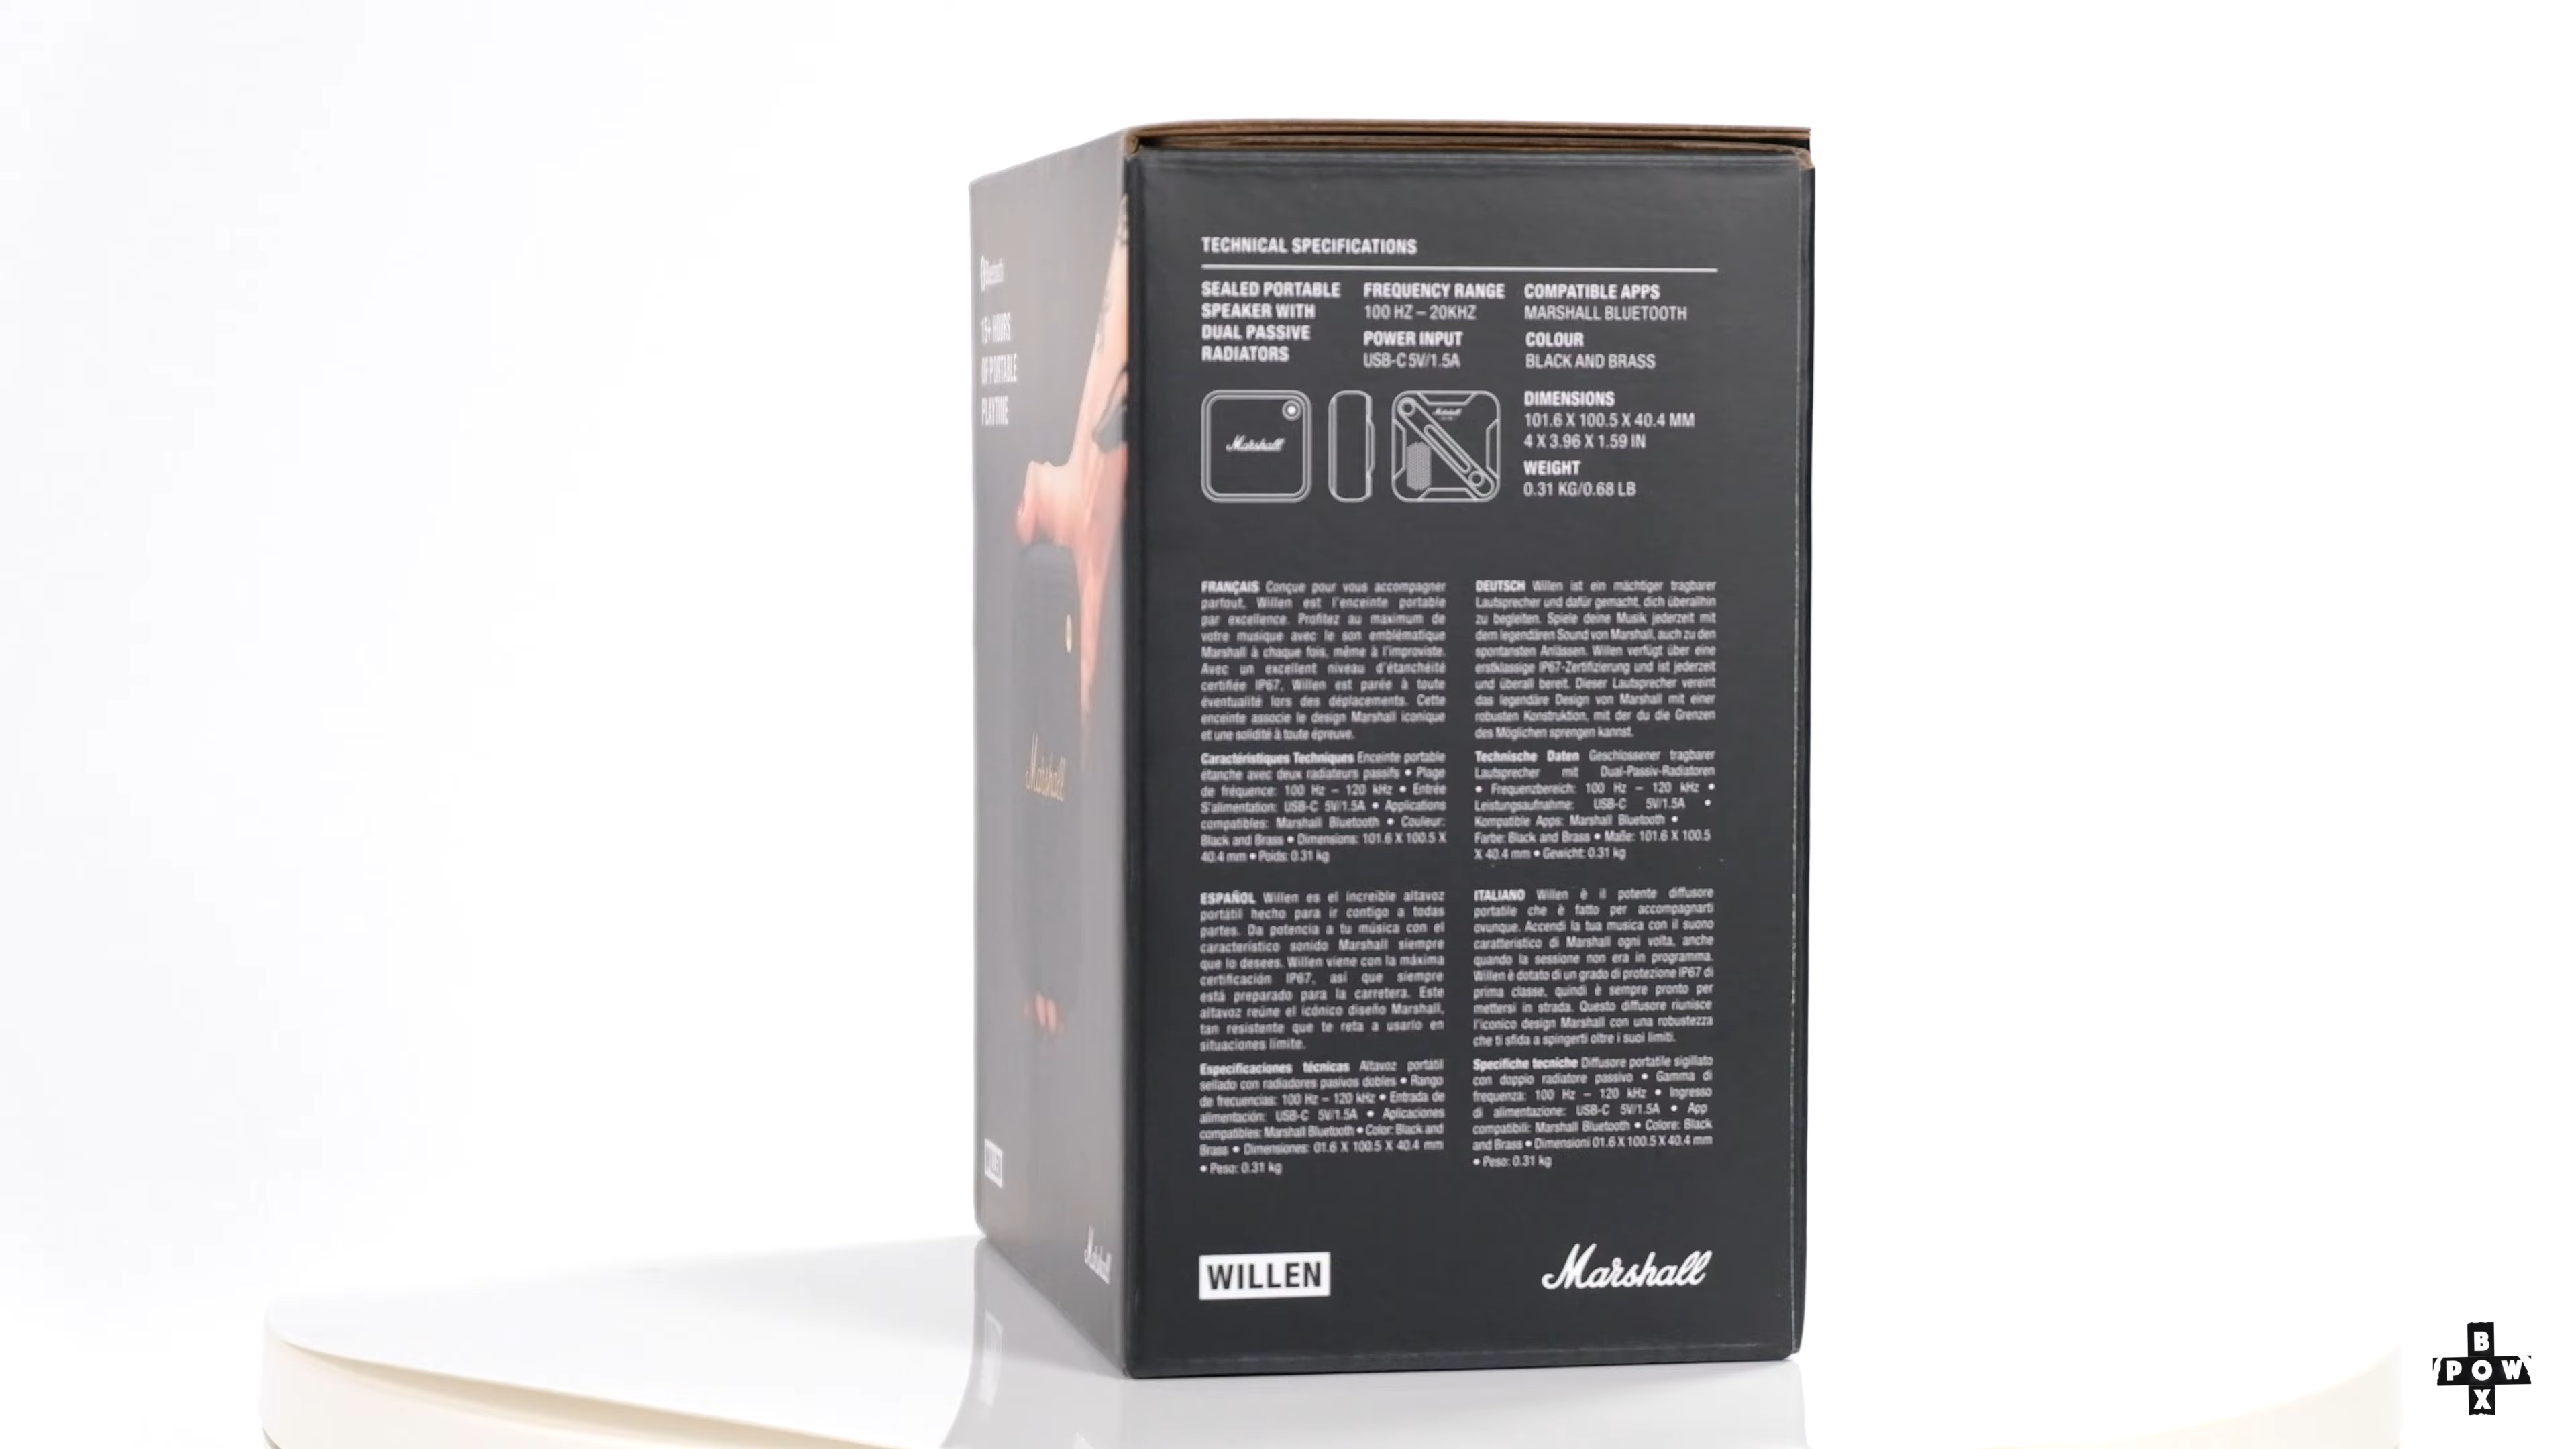 Bluetooth
15+ HOURS
OF PORTABLE
PLAYTIME
Marshall
Marshall
TECHNICAL SPECIFICATIONS
SEALED PORTABLE
SPEAKER WITH
DUAL PASSIVE
RADIATORS
FREQUENCY RANGE
100 HZ – 20KHZ
POWER INPUT
USB-C 5V/1.5A
COMPATIBLE APPS
MARSHALL BLUETOOTH
COLOUR
BLACK AND BRASS
DIMENSIONS
101.6 X 100.5 X 40.4 MM
4 X 3.96 X 1.59 IN
WEIGHT
0.31 KG/0.68 LB
Marshall
Marshall
FRANÇAIS Conçue pour vous accompagner
partout, Willen est l'enceinte portable
par excellence. Profitez au maximum de
votre musique avec le son emblématique
Marshall à chaque fois, même à l'improviste.
Avec un excellent niveau d'étanchéité
certifiée IP67, Willen est parée à toute
éventualité lors des déplacements. Cette
enceinte associe le design Marshall iconique
et une solidité à toute épreuve.
Caractéristiques Techniques Enceinte portable
étanche avec deux radiateurs passifs • Plage
de fréquence: 100 Hz – 120 kHz • Entrée
S'alimentation: USB-C 5V/1.5A • Applications
compatibles: Marshall Bluetooth • Couleur:
Black and Brass • Dimensions: 101.6 X 100.5 X
40.4 mm • Poids: 0.31 kg
DEUTSCH Willen ist ein mächtiger tragbarer
Lautsprecher und dafür gemacht, dich überallhin
zu begleiten. Spiele deine Musik jederzeit mit
dem legendären Sound von Marshall, auch zu den
spontansten Anlässen. Willen verfügt über eine
erstklassige IP67-Zertifizierung und ist jederzeit
und überall bereit. Dieser Lautsprecher vereint
das legendäre Design von Marshall mit einer
robusten Konstruktion, mit der du die Grenzen
des Möglichen sprengen kannst.
Technische Daten Geschlossener tragbarer
Lautsprecher mit Dual-Passiv-Radiatoren
• Frequenzbereich: 100 Hz – 120 kHz •
Leistungsaufnahme: USB-C 5V/1.5A •
Kompatible Apps: Marshall Bluetooth •
Farbe: Black and Brass • Maße: 101.6 X 100.5
X 40.4 mm • Gewicht: 0.31 kg
ESPAÑOL Willen es el increíble altavoz
portátil hecho para ir contigo a todas
partes. Da potencia a tu música con el
característico sonido Marshall siempre
que lo desees. Willen viene con la máxima
certificación IP67, así que siempre
está preparado para la carretera. Este
altavoz reúne el icónico diseño Marshall,
tan resistente que te reta a usarlo en
situaciones límite.
Especificaciones técnicas Altavoz portátil
sellado con radiadores pasivos dobles • Rango
de frecuencias: 100 Hz – 120 kHz • Entrada de
alimentación: USB-C 5V/1.5A • Aplicaciones
compatibles: Marshall Bluetooth • Color: Black and
Brass • Dimensiones: 01.6 X 100.5 X 40.4 mm
• Peso: 0.31 kg
ITALIANO Willen è il potente diffusore
portatile che è fatto per accompagnarti
ovunque. Accendi la tua musica con il suono
caratteristico di Marshall ogni volta, anche
quando la sessione non era in programma.
Willen è dotato di un grado di protezione IP67 di
prima classe, quindi è sempre pronto per
mettersi in strada. Questo diffusore riunisce
l'iconico design Marshall con una robustezza
che ti sfida a spingerti oltre i suoi limiti.
Specifiche tecniche Diffusore portatile sigillato
con doppio radiatore passivo • Gamma di
frequenza: 100 Hz – 120 kHz • Ingresso
di alimentazione: USB-C 5V/1.5A • App
compatibili: Marshall Bluetooth • Colore: Black
and Brass • Dimensioni 01.6 X 100.5 X 40.4 mm
• Peso: 0.31 kg
WILLEN
Marshall
B
POW
X